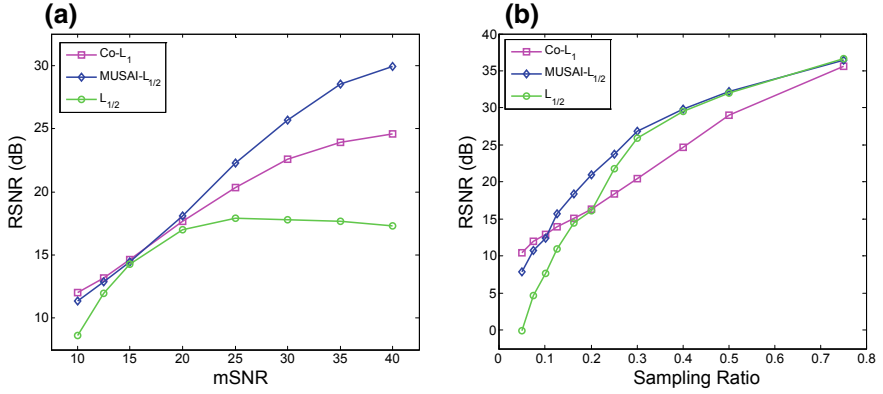 (a)
Co-L1
MUSAI-L1/2
L1/2
30
25
20
15
10
RSNR (dB)
10 15 20 25 30 35 40
mSNR
(b)
Co-L1
MUSAI-L1/2
L1/2
40
35
30
25
20
15
10
5
0
RSNR (dB)
0 0.1 0.2 0.3 0.4 0.5 0.6 0.7 0.8
Sampling Ratio